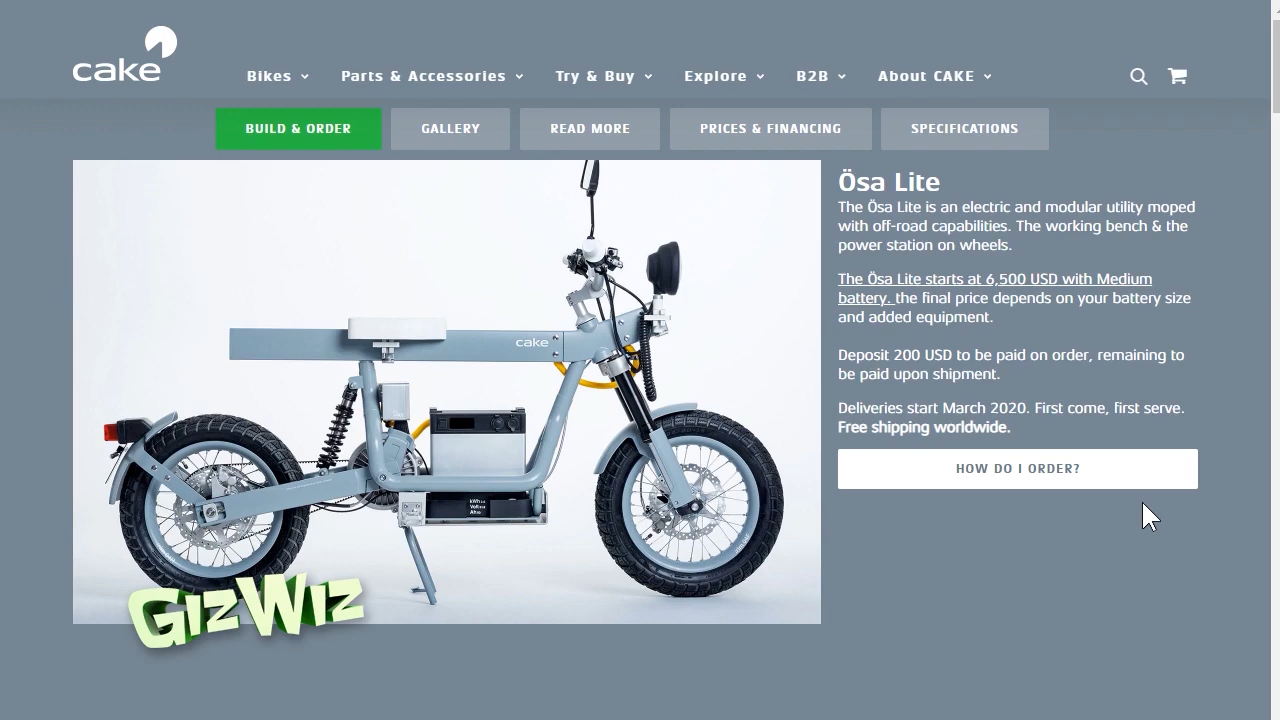 cake
Bikes Parts & Accessories Try & Buy Explore B2B About CAKE
BUILD & ORDER GALLERY READ MORE PRICES & FINANCING SPECIFICATIONS
Ösa Lite
The Ösa Lite is an electric and modular utility moped
with off-road capabilities. The working bench & the
power station on wheels.
The Ösa Lite starts at 6,500 USD with Medium
battery. the final price depends on your battery size
and added equipment.
Deposit 200 USD to be paid on order, remaining to
be paid upon shipment.
Deliveries start March 2020. First come, first serve.
Free shipping worldwide.
HOW DO I ORDER?
cake
GIZWIZ